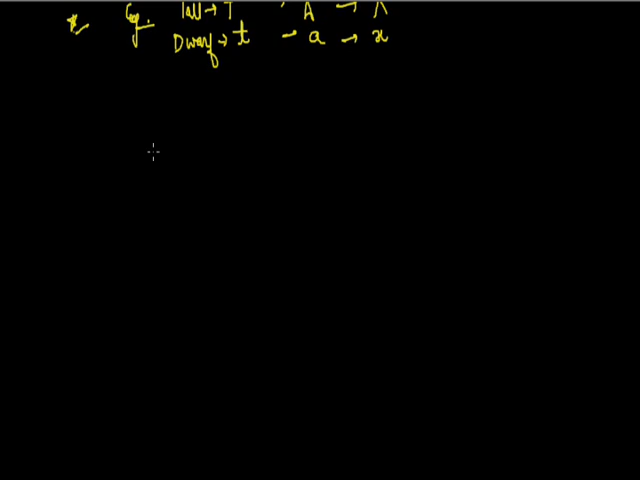 Eg. Tall → T A →
Dwarf → t - a → x